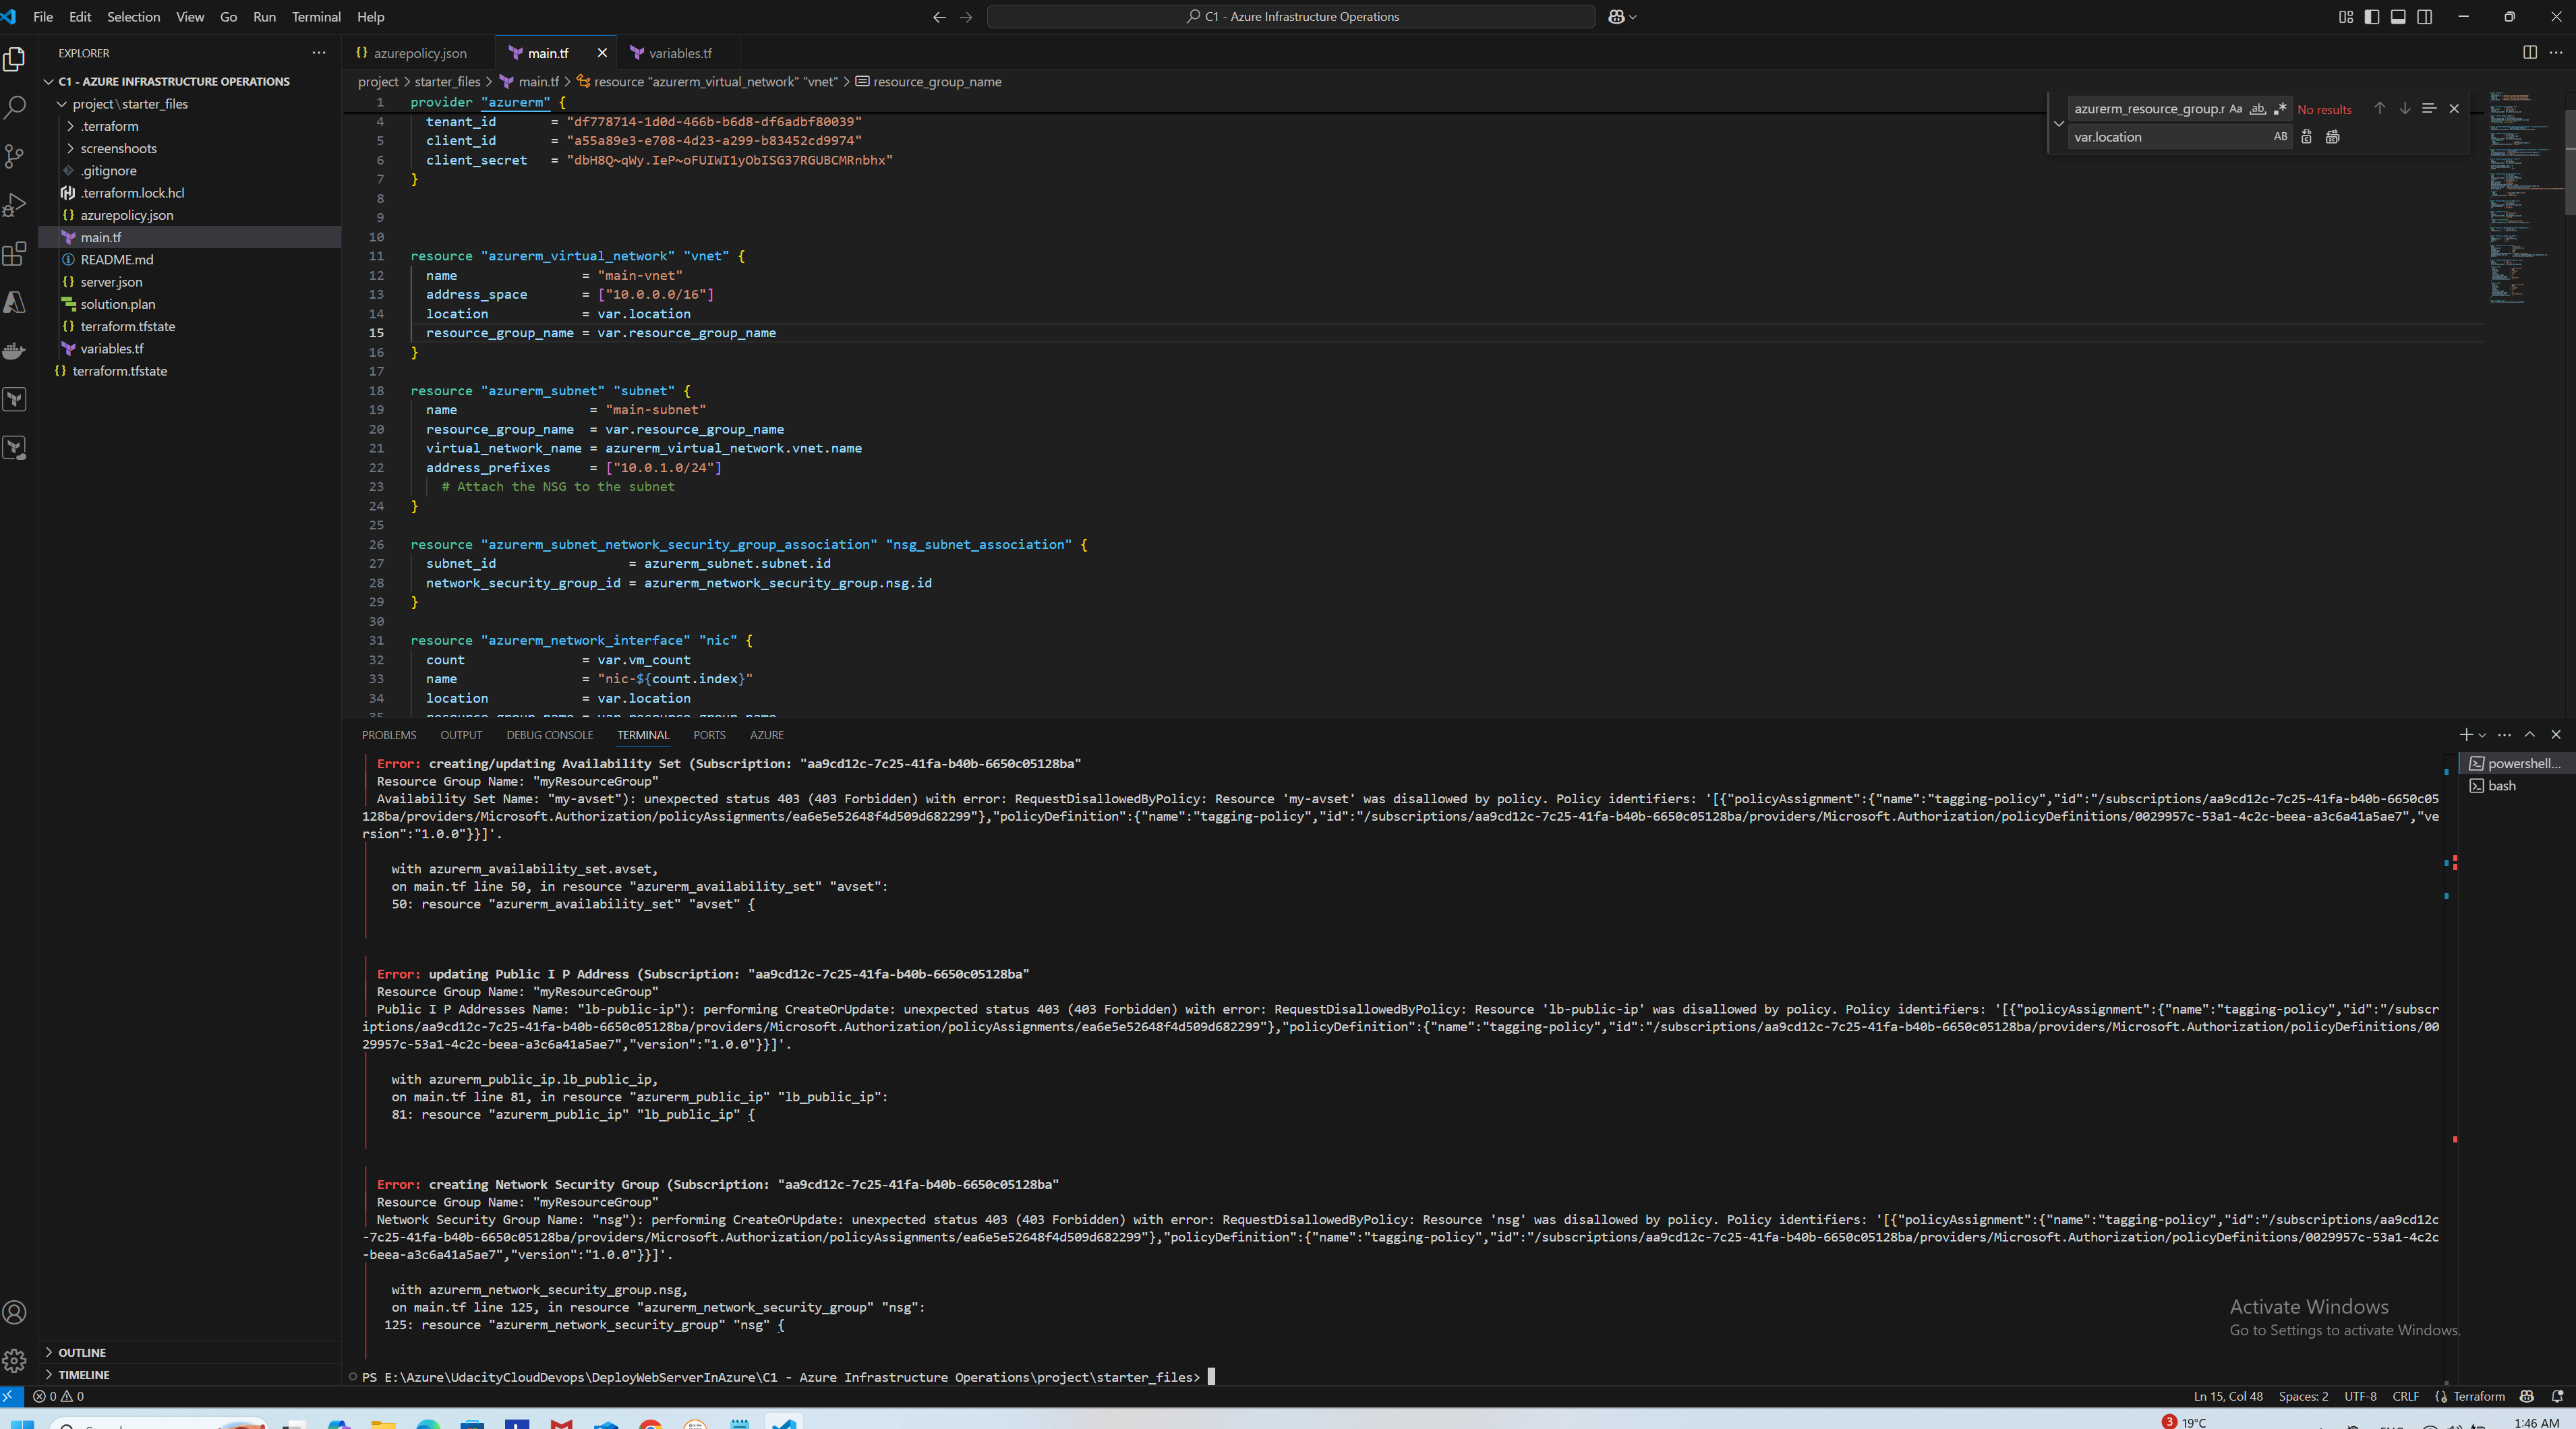 File Edit Selection View Go Run Terminal Help
C1 - Azure Infrastructure Operations
EXPLORER
C1 - AZURE INFRASTRUCTURE OPERATIONS
project\starter_files
.terraform
screenshoots
.gitignore
.terraform.lock.hcl
azurepolicy.json
main.tf
README.md
server.json
solution.plan
terraform.tfstate
variables.tf
terraform.tfstate
OUTLINE
TIMELINE
azurepolicy.json main.tf variables.tf
project > starter_files > main.tf > resource "azurerm_virtual_network" "vnet" > resource_group_name
azurerm_resource_group.r Aa ab No results
var.location AB
1 provider "azurerm" {
4 tenant_id = "df778714-1d0d-466b-b6d8-df6adbf80039"
5 client_id = "a55a89e3-e708-4d23-a299-b83452cd9974"
6 client_secret = "dbH8Q~qWy.IeP~oFUIWI1yObISG37RGUBCMRnbhx"
7 }
8
9
10
11 resource "azurerm_virtual_network" "vnet" {
12 name = "main-vnet"
13 address_space = ["10.0.0.0/16"]
14 location = var.location
15 resource_group_name = var.resource_group_name
16 }
17
18 resource "azurerm_subnet" "subnet" {
19 name = "main-subnet"
20 resource_group_name = var.resource_group_name
21 virtual_network_name = azurerm_virtual_network.vnet.name
22 address_prefixes = ["10.0.1.0/24"]
23 # Attach the NSG to the subnet
24 }
25
26 resource "azurerm_subnet_network_security_group_association" "nsg_subnet_association" {
27 subnet_id = azurerm_subnet.subnet.id
28 network_security_group_id = azurerm_network_security_group.nsg.id
29 }
30
31 resource "azurerm_network_interface" "nic" {
32 count = var.vm_count
33 name = "nic-${count.index}"
34 location = var.location
35 resource_group_name = var.resource_group_name
PROBLEMS OUTPUT DEBUG CONSOLE TERMINAL PORTS AZURE
powershell...
bash
Error: creating/updating Availability Set (Subscription: "aa9cd12c-7c25-41fa-b40b-6650c05128ba"
Resource Group Name: "myResourceGroup"
Availability Set Name: "my-avset"): unexpected status 403 (403 Forbidden) with error: RequestDisallowedByPolicy: Resource 'my-avset' was disallowed by policy. Policy identifiers: '[{"policyAssignment":{"name":"tagging-policy","id":"/subscriptions/aa9cd12c-7c25-41fa-b40b-6650c05
128ba/providers/Microsoft.Authorization/policyAssignments/ea6e5e52648f4d509d682299"},"policyDefinition":{"name":"tagging-policy","id":"/subscriptions/aa9cd12c-7c25-41fa-b40b-6650c05128ba/providers/Microsoft.Authorization/policyDefinitions/0029957c-53a1-4c2c-beea-a3c6a41a5ae7","ve
rsion":"1.0.0"}}]'.
with azurerm_availability_set.avset,
on main.tf line 50, in resource "azurerm_availability_set" "avset":
50: resource "azurerm_availability_set" "avset" {
Error: updating Public I P Address (Subscription: "aa9cd12c-7c25-41fa-b40b-6650c05128ba"
Resource Group Name: "myResourceGroup"
Public I P Addresses Name: "lb-public-ip"): performing CreateOrUpdate: unexpected status 403 (403 Forbidden) with error: RequestDisallowedByPolicy: Resource 'lb-public-ip' was disallowed by policy. Policy identifiers: '[{"policyAssignment":{"name":"tagging-policy","id":"/subscr
iptions/aa9cd12c-7c25-41fa-b40b-6650c05128ba/providers/Microsoft.Authorization/policyAssignments/ea6e5e52648f4d509d682299"},"policyDefinition":{"name":"tagging-policy","id":"/subscriptions/aa9cd12c-7c25-41fa-b40b-6650c05128ba/providers/Microsoft.Authorization/policyDefinitions/00
29957c-53a1-4c2c-beea-a3c6a41a5ae7","version":"1.0.0"}}]'.
with azurerm_public_ip.lb_public_ip,
on main.tf line 81, in resource "azurerm_public_ip" "lb_public_ip":
81: resource "azurerm_public_ip" "lb_public_ip" {
Error: creating Network Security Group (Subscription: "aa9cd12c-7c25-41fa-b40b-6650c05128ba"
Resource Group Name: "myResourceGroup"
Network Security Group Name: "nsg"): performing CreateOrUpdate: unexpected status 403 (403 Forbidden) with error: RequestDisallowedByPolicy: Resource 'nsg' was disallowed by policy. Policy identifiers: '[{"policyAssignment":{"name":"tagging-policy","id":"/subscriptions/aa9cd12c
-7c25-41fa-b40b-6650c05128ba/providers/Microsoft.Authorization/policyAssignments/ea6e5e52648f4d509d682299"},"policyDefinition":{"name":"tagging-policy","id":"/subscriptions/aa9cd12c-7c25-41fa-b40b-6650c05128ba/providers/Microsoft.Authorization/policyDefinitions/0029957c-53a1-4c2c
-beea-a3c6a41a5ae7","version":"1.0.0"}}]'.
with azurerm_network_security_group.nsg,
on main.tf line 125, in resource "azurerm_network_security_group" "nsg":
125: resource "azurerm_network_security_group" "nsg" {
PS E:\Azure\UdacityCloudDevops\DeployWebServerInAzure\C1 - Azure Infrastructure Operations\project\starter_files>
Activate Windows
Go to Settings to activate Windows.
0 0
Ln 15, Col 48 Spaces: 2 UTF-8 CRLF Terraform
3 19°C
1:46 AM